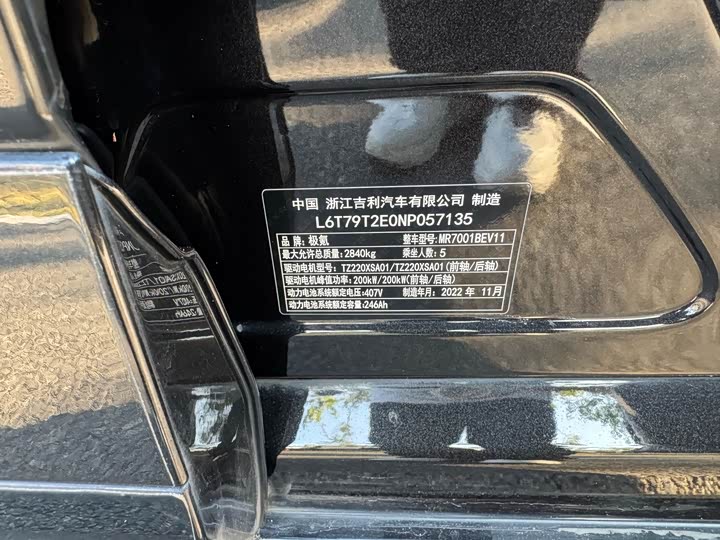 中国 浙江吉利汽车有限公司 制造
L6T79T2E0NP057135
品牌:极氪 整车型号:MR7001BEV11
最大允许总质量:2840kg 乘坐人数:5
驱动电机型号:TZ220XSA01/TZ220XSA01(前轴/后轴)
驱动电机峰值功率:200kW/200kW(前轴/后轴)
动力电池系统额定电压:407V 制造年月:2022 年 11月
动力电池系统额定容量:246Ah